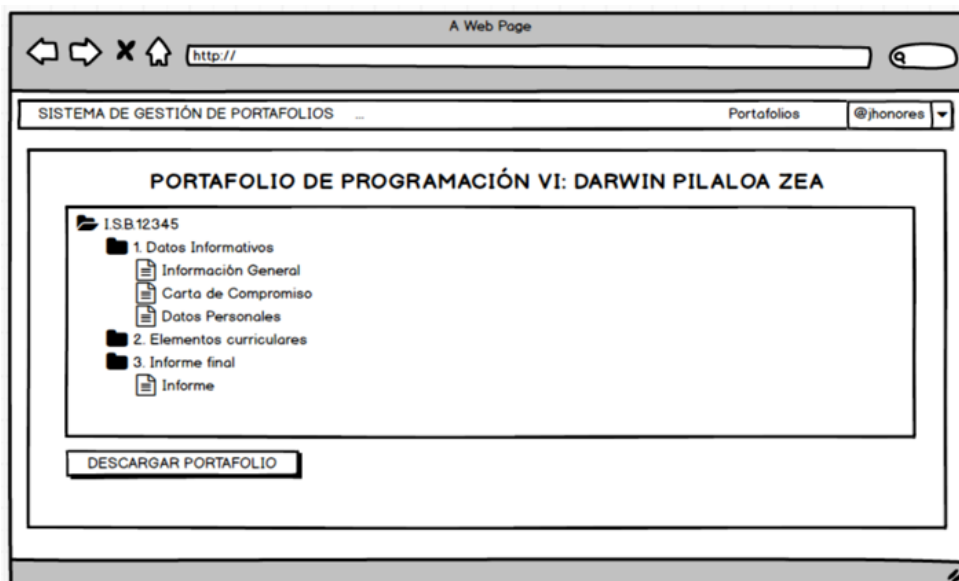 A Web Page
http://
SISTEMA DE GESTIÓN DE PORTAFOLIOS ... Portafolios @jhonores
PORTAFOLIO DE PROGRAMACIÓN VI: DARWIN PILALOA ZEA
I.S.B.12345
1. Datos Informativos
Información General
Carta de Compromiso
Datos Personales
2. Elementos curriculares
3. Informe final
Informe
DESCARGAR PORTAFOLIO